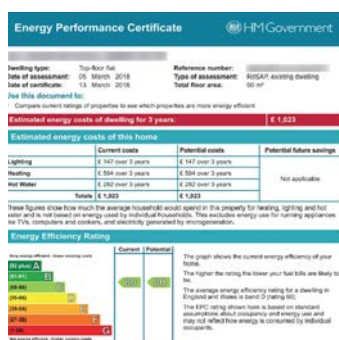 Energy Performance Certificate
HM Government
Dwelling type: Top-floor flat
Reference number:
Date of assessment: 05 March 2018
Type of assessment: RdSAP, existing dwelling
Date of certificate: 13 March 2018
Total floor area: 66 m²
Use this document to:
Compare current ratings of properties to see which properties are more energy efficient
Estimated energy costs of dwelling for 3 years: £ 1,023
Estimated energy costs of this home
Current costs Potential costs Potential future savings
Lighting £ 147 over 3 years £ 147 over 3 years
Heating £ 594 over 3 years £ 594 over 3 years
Not applicable
Hot Water £ 282 over 3 years £ 282 over 3 years
Totals £ 1,023 £ 1,023
These figures show how much the average household would spend in this property for heating, lighting and hot
water and is not based on energy used by individual households. This excludes energy use for running appliances
like TVs, computers and cookers, and electricity generated by microgeneration.
Energy Efficiency Rating
Current Potential
Very energy efficient - lower running costs
(92 plus) A
(81-91) B
(69-80) C
(55-68) D
(39-54) E
(21-38) F
(1-20) G
Not energy efficient - higher running costs
The graph shows the current energy efficiency of your
home.
The higher the rating the lower your fuel bills are likely to
be.
The average energy efficiency rating for a dwelling in
England and Wales is band D (rating 60).
The EPC rating shown here is based on standard
assumptions about occupancy and energy use and
may not reflect how energy is consumed by individual
occupants.